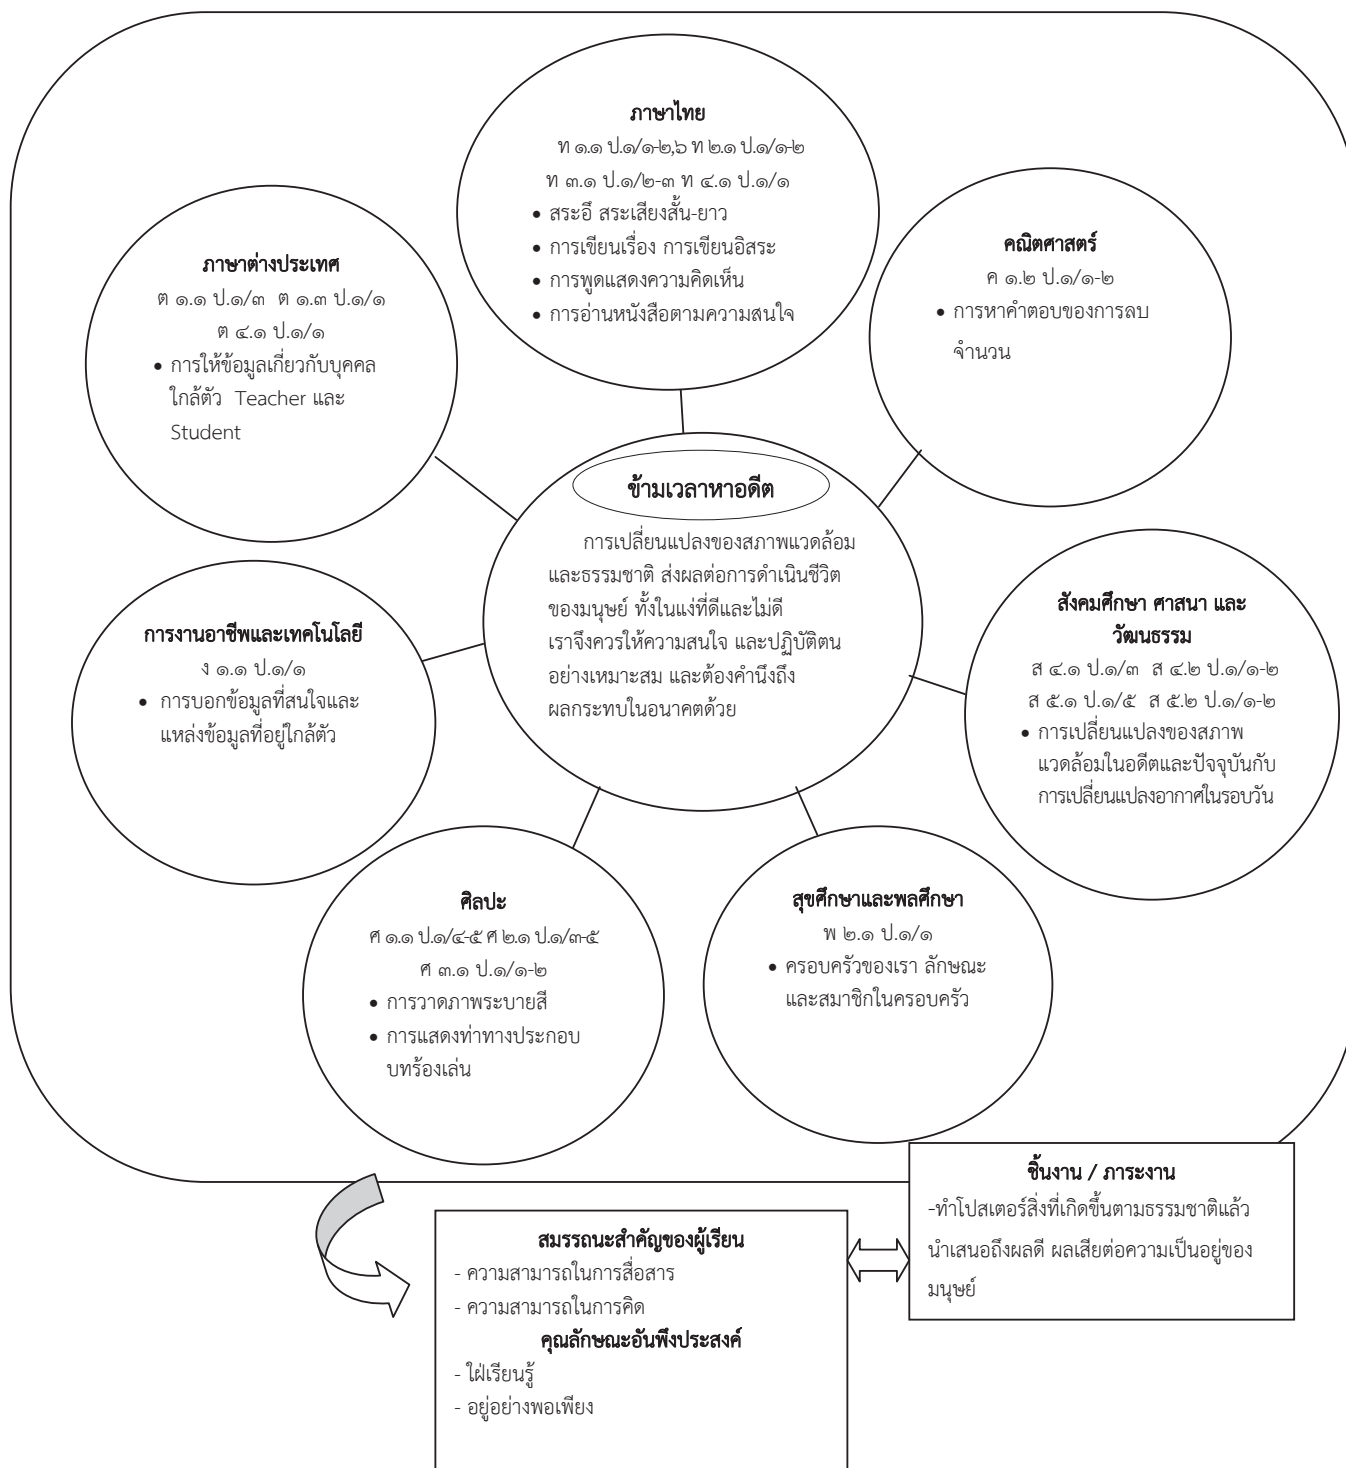 ภาษาไทย
ท ๑.๑ ป.๑/๑-๒,๖ ท ๒.๑ ป.๑/๑-๒
ท ๓.๑ ป.๑/๒-๓ ท ๔.๑ ป.๑/๑
• สระอึ สระเสียงสั้น-ยาว
• การเขียนเรื่อง การเขียนอิสระ
• การพูดแสดงความคิดเห็น
• การอ่านหนังสือตามความสนใจ
คณิตศาสตร์
ค ๑.๒ ป.๑/๑-๒
• การหาคำตอบของการลบ
จำนวน
ภาษาต่างประเทศ
ต ๑.๑ ป.๑/๓ ต ๑.๓ ป.๑/๑
ต ๔.๑ ป.๑/๑
• การให้ข้อมูลเกี่ยวกับบุคคล
ใกล้ตัว Teacher และ
Student
ข้ามเวลาหาอดีต
การเปลี่ยนแปลงของสภาพแวดล้อม
และธรรมชาติ ส่งผลต่อการดำเนินชีวิต
ของมนุษย์ ทั้งในแง่ที่ดีและไม่ดี
เราจึงควรให้ความสนใจ และปฏิบัติตน
อย่างเหมาะสม และต้องคำนึงถึง
ผลกระทบในอนาคตด้วย
สังคมศึกษา ศาสนา และ
วัฒนธรรม
ส ๔.๑ ป.๑/๓ ส ๔.๒ ป.๑/๑-๒
ส ๕.๑ ป.๑/๕ ส ๕.๒ ป.๑/๑-๒
• การเปลี่ยนแปลงของสภาพ
แวดล้อมในอดีตและปัจจุบันกับ
การเปลี่ยนแปลงอากาศในรอบวัน
การงานอาชีพและเทคโนโลยี
ง ๑.๑ ป.๑/๑
• การบอกข้อมูลที่สนใจและ
แหล่งข้อมูลที่อยู่ใกล้ตัว
ศิลปะ
ศ ๑.๑ ป.๑/๔-๕ ศ ๒.๑ ป.๑/๓-๕
ศ ๓.๑ ป.๑/๑-๒
• การวาดภาพระบายสี
• การแสดงท่าทางประกอบ
บทร้องเล่น
สุขศึกษาและพลศึกษา
พ ๒.๑ ป.๑/๑
• ครอบครัวของเรา ลักษณะ
และสมาชิกในครอบครัว
ชิ้นงาน / ภาระงาน
-ทำโปสเตอร์สิ่งที่เกิดขึ้นตามธรรมชาติแล้ว
นำเสนอถึงผลดี ผลเสียต่อความเป็นอยู่ของ
มนุษย์
สมรรถนะสำคัญของผู้เรียน
- ความสามารถในการสื่อสาร
- ความสามารถในการคิด
คุณลักษณะอันพึงประสงค์
- ใฝ่เรียนรู้
- อยู่อย่างพอเพียง